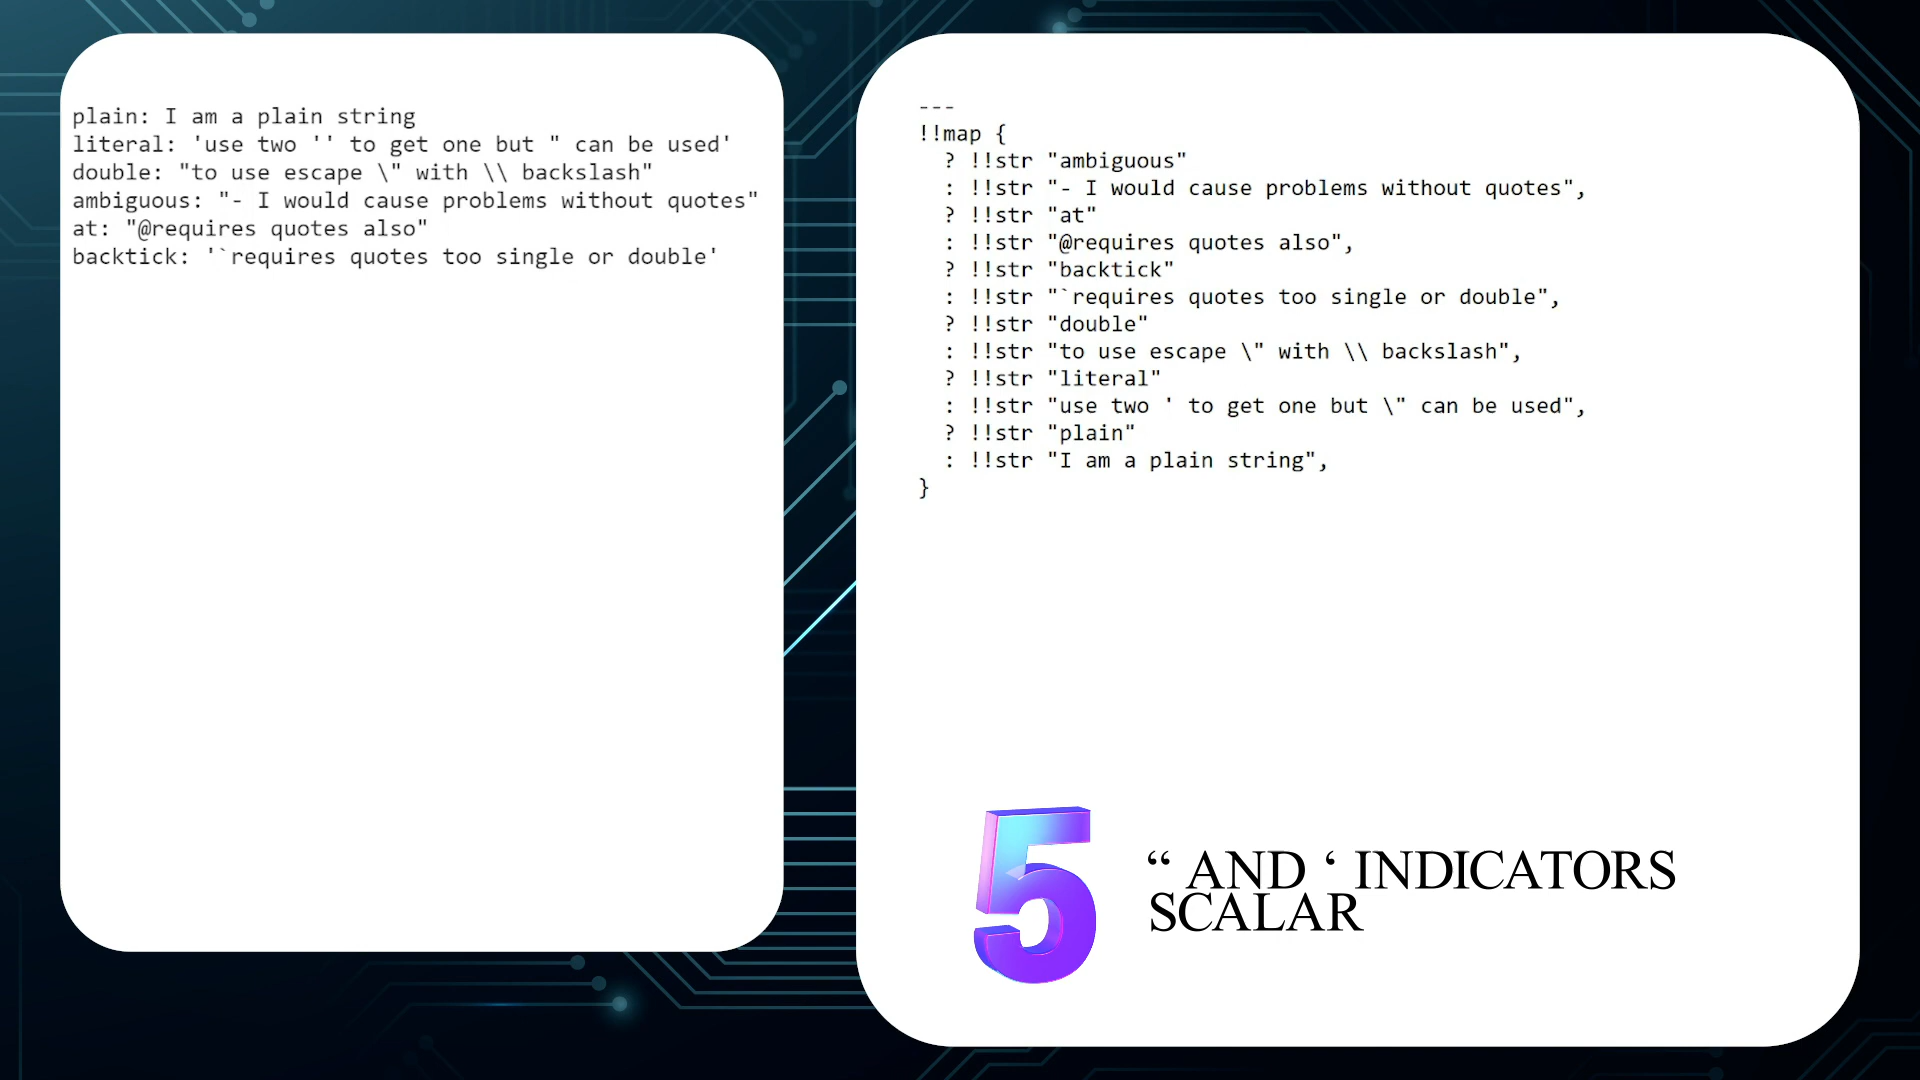 plain: I am a plain string
literal: 'use two '' to get one but " can be used'
double: "to use escape \" with \\ backslash"
ambiguous: "- I would cause problems without quotes"
at: "@requires quotes also"
backtick: '`requires quotes too single or double'
---
!!map {
  ? !!str "ambiguous"
  : !!str "- I would cause problems without quotes",
  ? !!str "at"
  : !!str "@requires quotes also",
  ? !!str "backtick"
  : !!str "`requires quotes too single or double",
  ? !!str "double"
  : !!str "to use escape \" with \\ backslash",
  ? !!str "literal"
  : !!str "use two ' to get one but \" can be used",
  ? !!str "plain"
  : !!str "I am a plain string",
}
5
“ AND ‘ INDICATORS
SCALAR